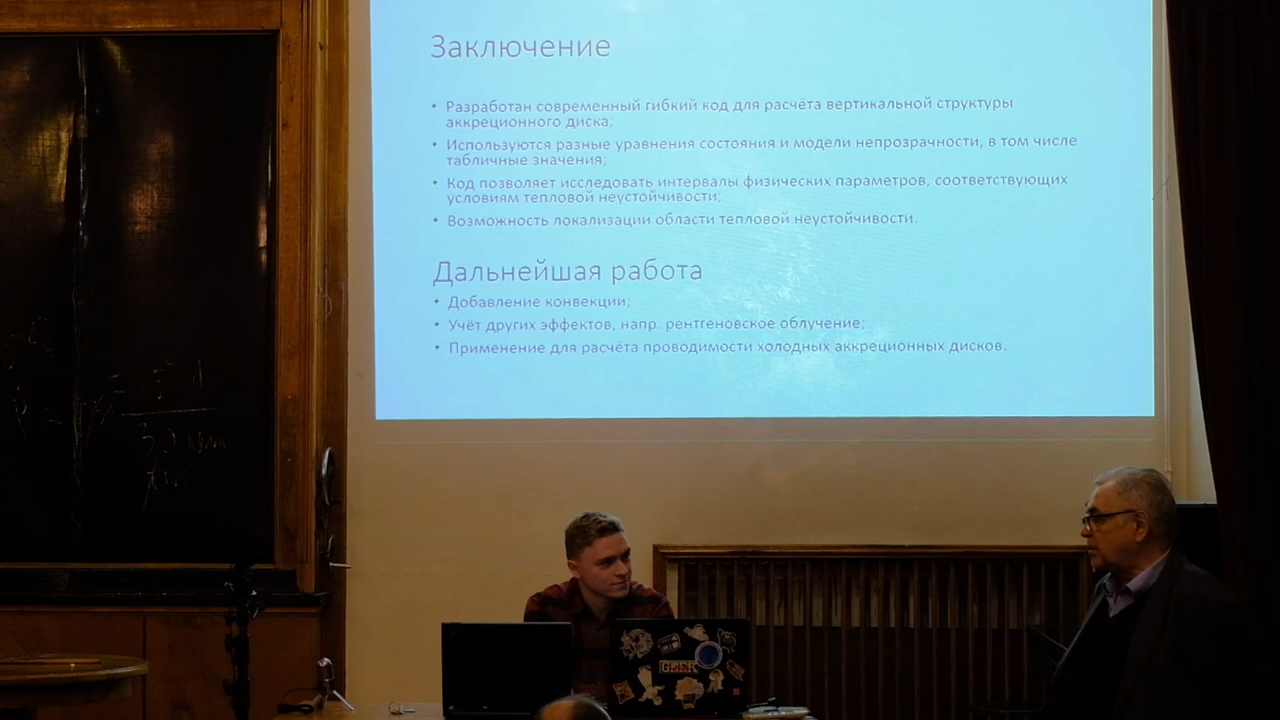 Заключение
• Разработан современный гибкий код для расчёта вертикальной структуры
аккреционного диска;
• Используются разные уравнения состояния и модели непрозрачности, в том числе
табличные значения;
• Код позволяет исследовать интервалы физических параметров, соответствующих
условиям тепловой неустойчивости;
• Возможность локализации области тепловой неустойчивости.
Дальнейшая работа
• Добавление конвекции;
• Учёт других эффектов, напр. рентгеновское облучение;
• Применение для расчёта проводимости холодных аккреционных дисков.
GEEK